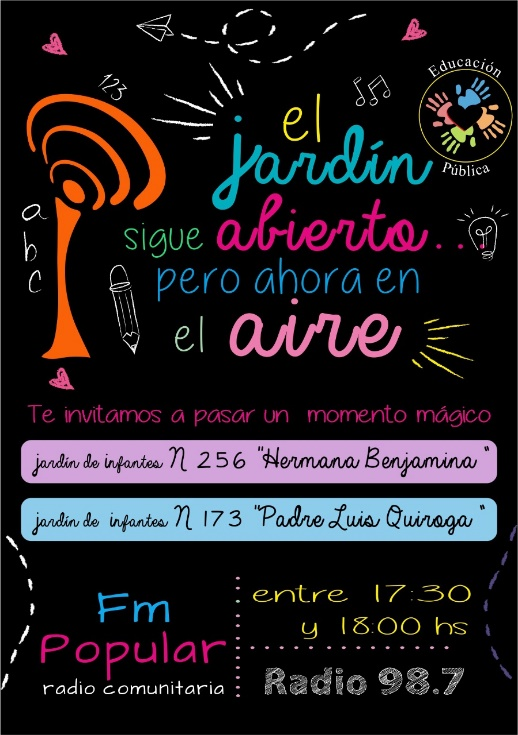 123
el
jardín
Educación
Pública
a
b
c
sigue abierto...
pero ahora en
el aire
Te invitamos a pasar un momento mágico
jardín de infantes N 256 "Hermana Benjamina"
jardín de infantes N 173 "Padre Luis Quiroga"
Fm
Popular
radio comunitaria
entre 17:30
y 18:00 hs
Radio 98.7